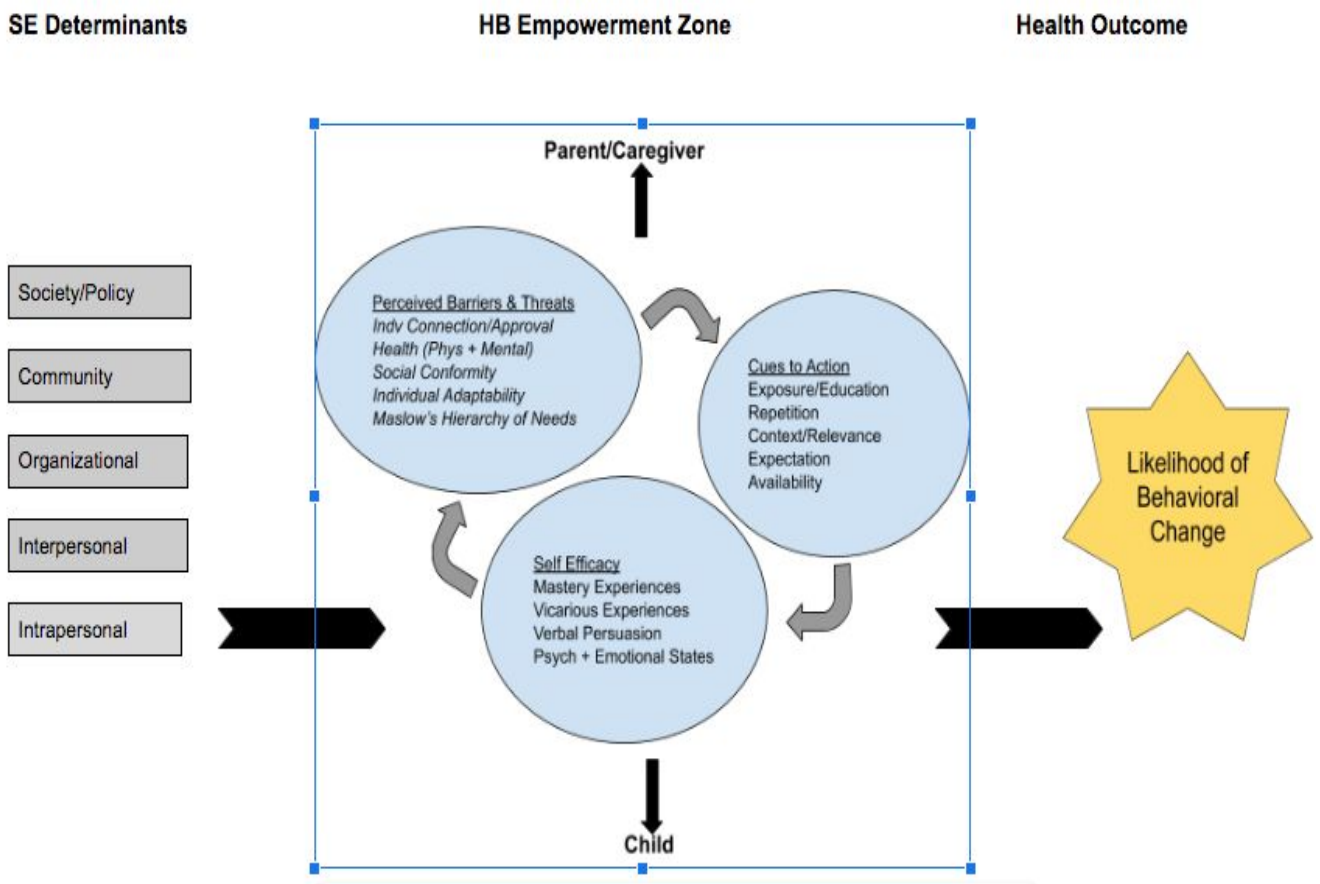 SE Determinants
HB Empowerment Zone
Health Outcome
Parent/Caregiver
Society/Policy
Community
Organizational
Interpersonal
Intrapersonal
Perceived Barriers & Threats
Indv Connection/Approval
Health (Phys + Mental)
Social Conformity
Individual Adaptability
Maslow's Hierarchy of Needs
Cues to Action
Exposure/Education
Repetition
Context/Relevance
Expectation
Availability
Self Efficacy
Mastery Experiences
Vicarious Experiences
Verbal Persuasion
Psych + Emotional States
Child
Likelihood of
Behavioral
Change